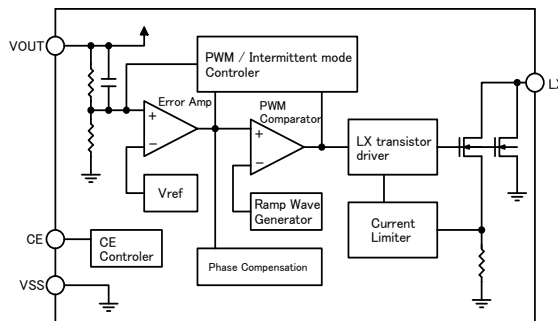 VOUT
PWM / Intermittent mode
Controler
LX
Error Amp
PWM
Comparator
+
−
+
−
LX transistor
driver
Vref
Ramp Wave
Generator
Current
Limiter
CE
CE
Controler
Phase Compensation
VSS